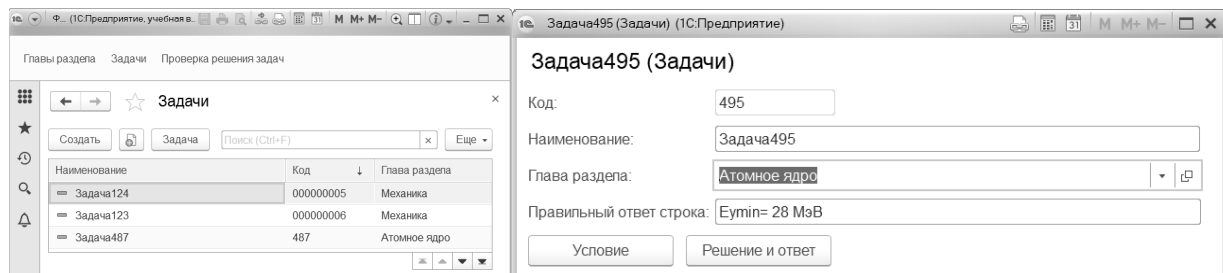 Ф... (1С:Предприятие, учебная в...
M M+ M-
Главы раздела Задачи Проверка решения задач
Задачи
Создать Задача Поиск (Ctrl+F) Еще
Наименование Код Глава раздела
Задача124 000000005 Механика
Задача123 000000006 Механика
Задача487 487 Атомное ядро
Задача495 (Задачи) (1С:Предприятие)
31 M M+ M-
Задача495 (Задачи)
Код: 495
Наименование: Задача495
Глава раздела: Атомное ядро
Правильный ответ строка: Eymin= 28 МэВ
Условие Решение и ответ